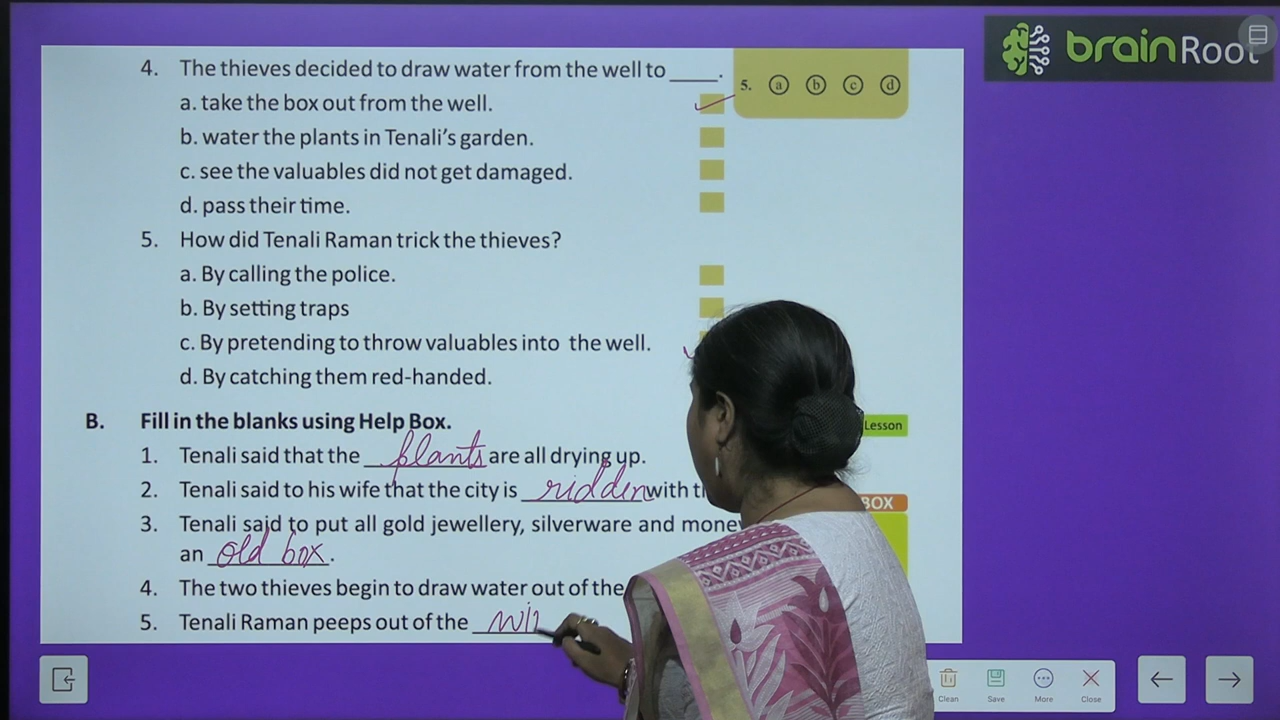 brainRoot
4. The thieves decided to draw water from the well to ____.
5. a b c d
a. take the box out from the well.
b. water the plants in Tenali's garden.
c. see the valuables did not get damaged.
d. pass their time.
5. How did Tenali Raman trick the thieves?
a. By calling the police.
b. By setting traps
c. By pretending to throw valuables into the well.
d. By catching them red-handed.
B. Fill in the blanks using Help Box.
Lesson
1. Tenali said that the plants are all drying up.
2. Tenali said to his wife that the city is ridden with
BOX
3. Tenali said to put all gold jewellery, silverware and
an old box.
4. The two thieves begin to draw water out of the
5. Tenali Raman peeps out of the
Clean Save More Close